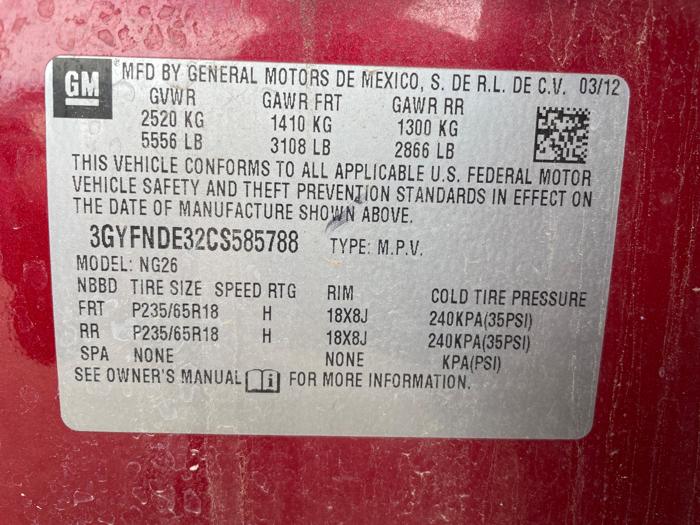 GM MFD BY GENERAL MOTORS DE MEXICO, S. DE R.L. DE C.V. 03/12
GVWR GAWR FRT GAWR RR
2520 KG 1410 KG 1300 KG
5556 LB 3108 LB 2866 LB
THIS VEHICLE CONFORMS TO ALL APPLICABLE U.S. FEDERAL MOTOR
VEHICLE SAFETY AND THEFT PREVENTION STANDARDS IN EFFECT ON
THE DATE OF MANUFACTURE SHOWN ABOVE.
3GYFNDE32CS585788 TYPE: M.P.V.
MODEL: NG26
NBBD TIRE SIZE SPEED RTG RIM COLD TIRE PRESSURE
FRT P235/65R18 H 18X8J 240KPA(35PSI)
RR P235/65R18 H 18X8J 240KPA(35PSI)
SPA NONE NONE KPA(PSI)
SEE OWNER'S MANUAL i FOR MORE INFORMATION.